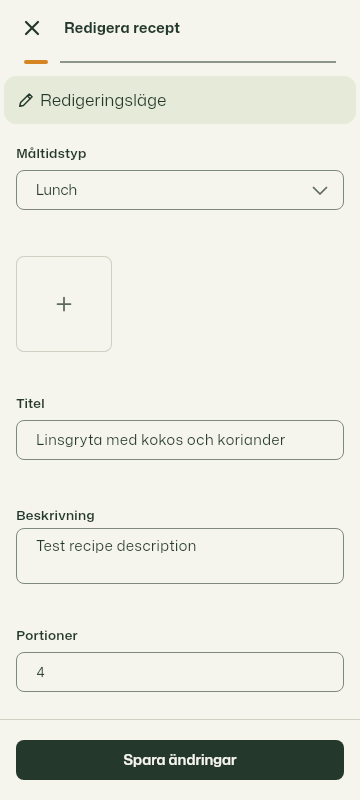 Redigera recept
Redigeringsläge
Måltidstyp
Lunch
Titel
Linsgryta med kokos och koriander
Beskrivning
Test recipe description
Portioner
4
Spara ändringar